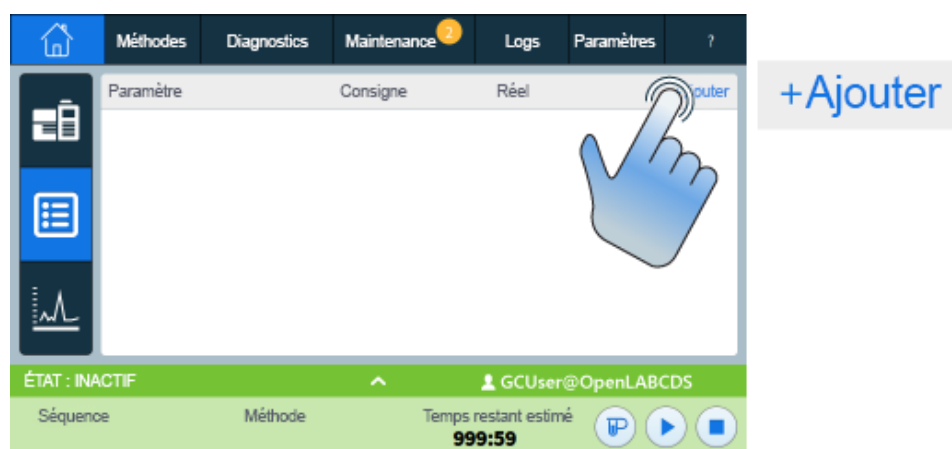 Méthodes Diagnostics Maintenance 2 Logs Paramètres ?
Paramètre Consigne Réel outer
+Ajouter
ÉTAT : INACTIF GCUser@OpenLABCDS
Séquence Méthode Temps restant estimé
999:59